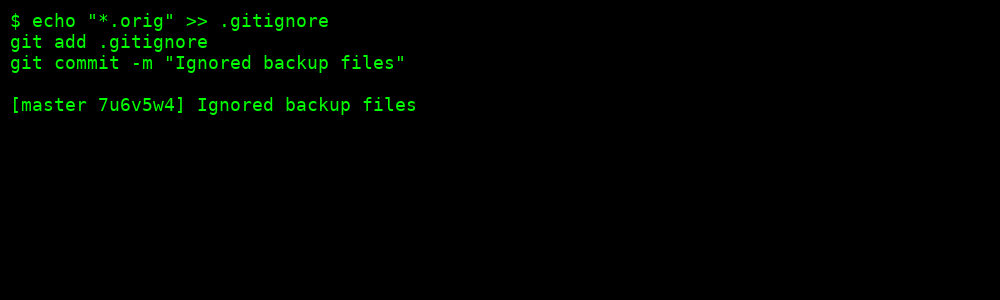 $ echo "*.orig" >> .gitignore
git add .gitignore
git commit -m "Ignored backup files"
[master 7u6v5w4] Ignored backup files